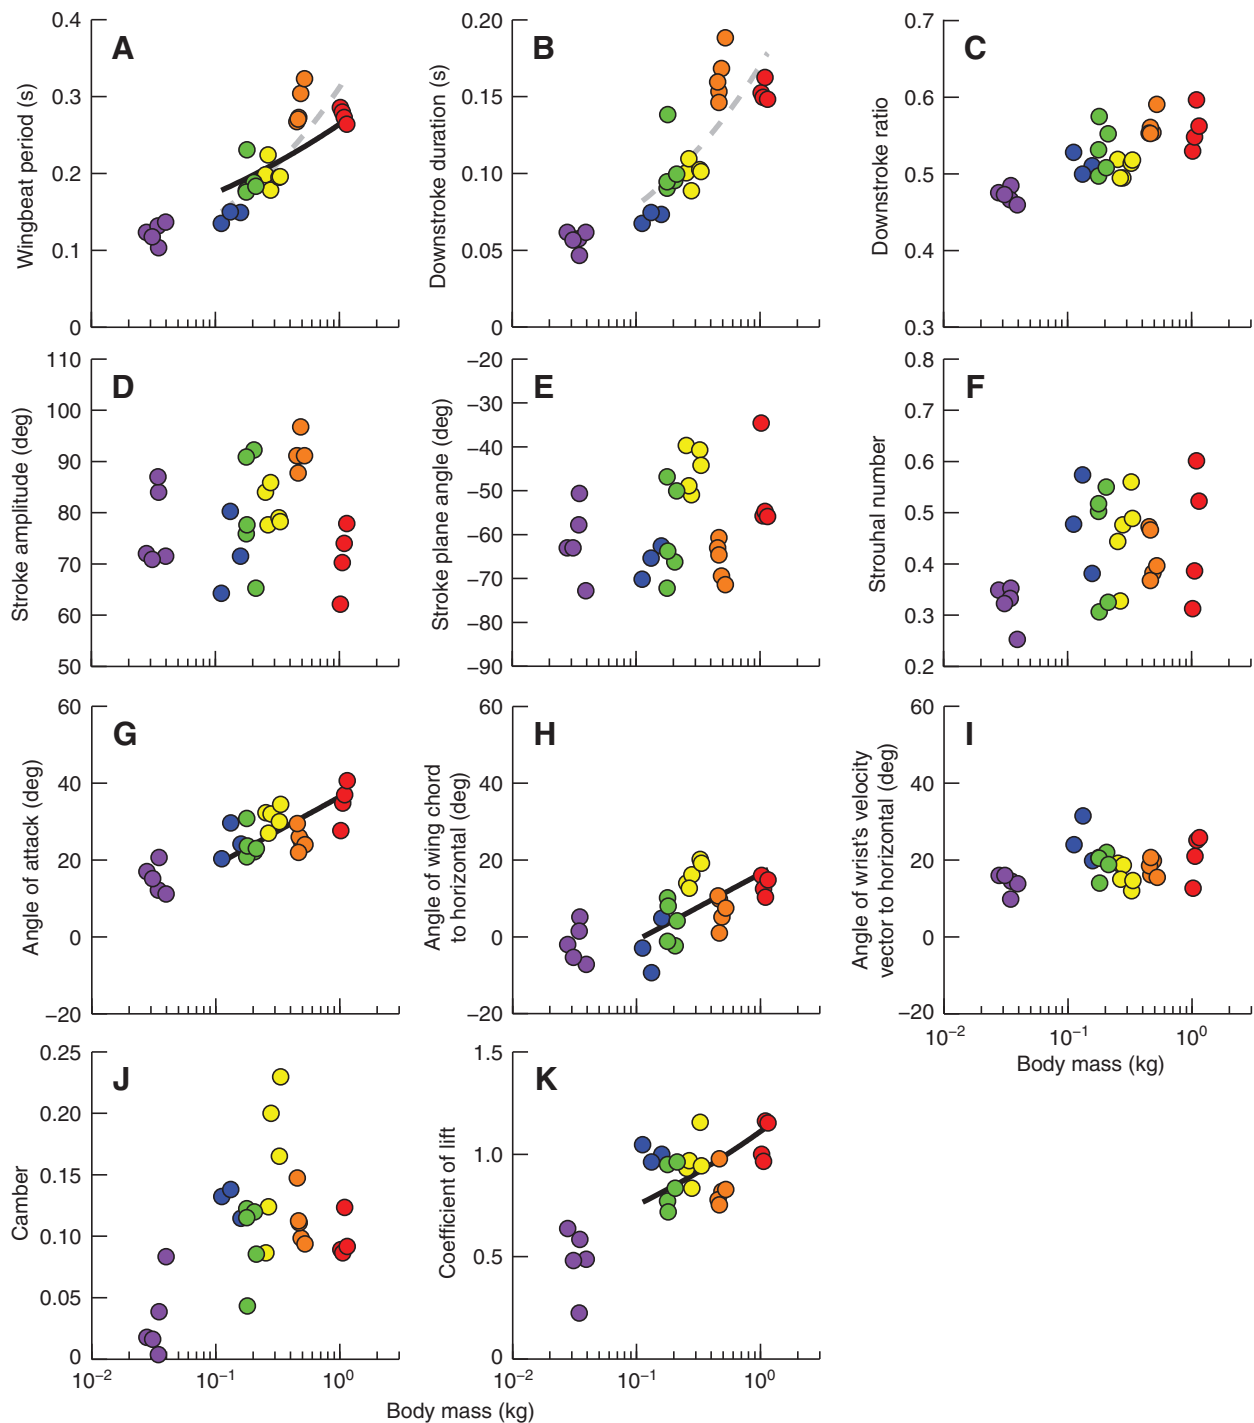 A
Wingbeat period (s)
0.4
0.3
0.2
0.1
0
B
Downstroke duration (s)
0.20
0.15
0.10
0.05
0
C
Downstroke ratio
0.7
0.6
0.5
0.4
0.3
D
Stroke amplitude (deg)
110
100
90
80
70
60
50
E
Stroke plane angle (deg)
−20
−30
−40
−50
−60
−70
−80
−90
F
Strouhal number
0.8
0.7
0.6
0.5
0.4
0.3
0.2
G
Angle of attack (deg)
60
40
20
0
−20
H
Angle of wing chord
to horizontal (deg)
60
40
20
0
−20
I
Angle of wrist's velocity
vector to horizontal (deg)
60
40
20
0
−20
10−2 10−1 100
Body mass (kg)
J
Camber
0.25
0.20
0.15
0.10
0.05
0
10−2 10−1 100
K
Coefficient of lift
1.5
1.0
0.5
0
10−2 10−1 100
Body mass (kg)